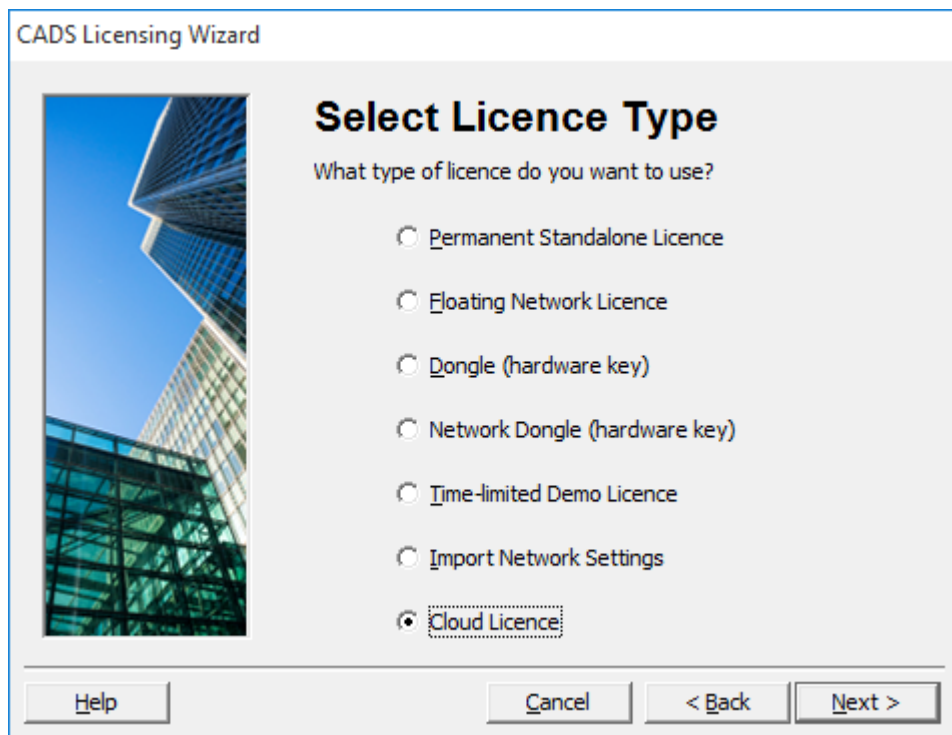 CADS Licensing Wizard
Select Licence Type
What type of licence do you want to use?
Permanent Standalone Licence
Floating Network Licence
Dongle (hardware key)
Network Dongle (hardware key)
Time-limited Demo Licence
Import Network Settings
Cloud Licence
Help
Cancel
< Back
Next >